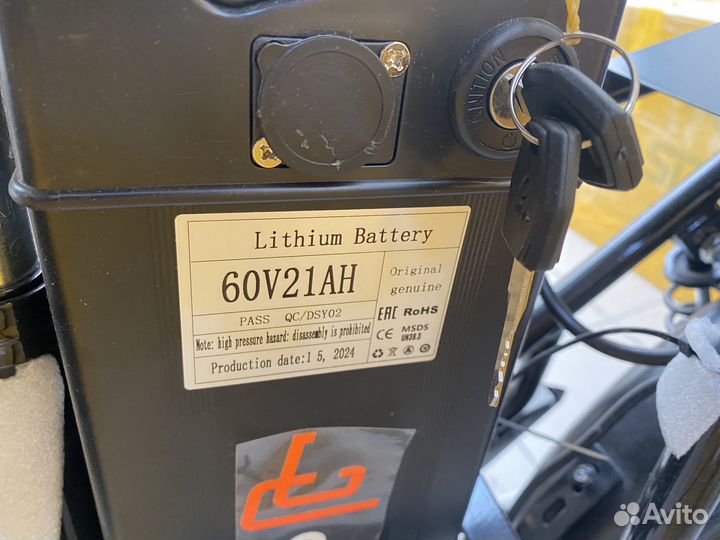 IGNITION
Lithium Battery
60V21AH
PASS QC/DSY02
Note: high pressure hazard: disassembly is prohibited
Production date:1 5, 2024
Original
genuine
EAC RoHS
CE MSDS
UN38.3
Avito